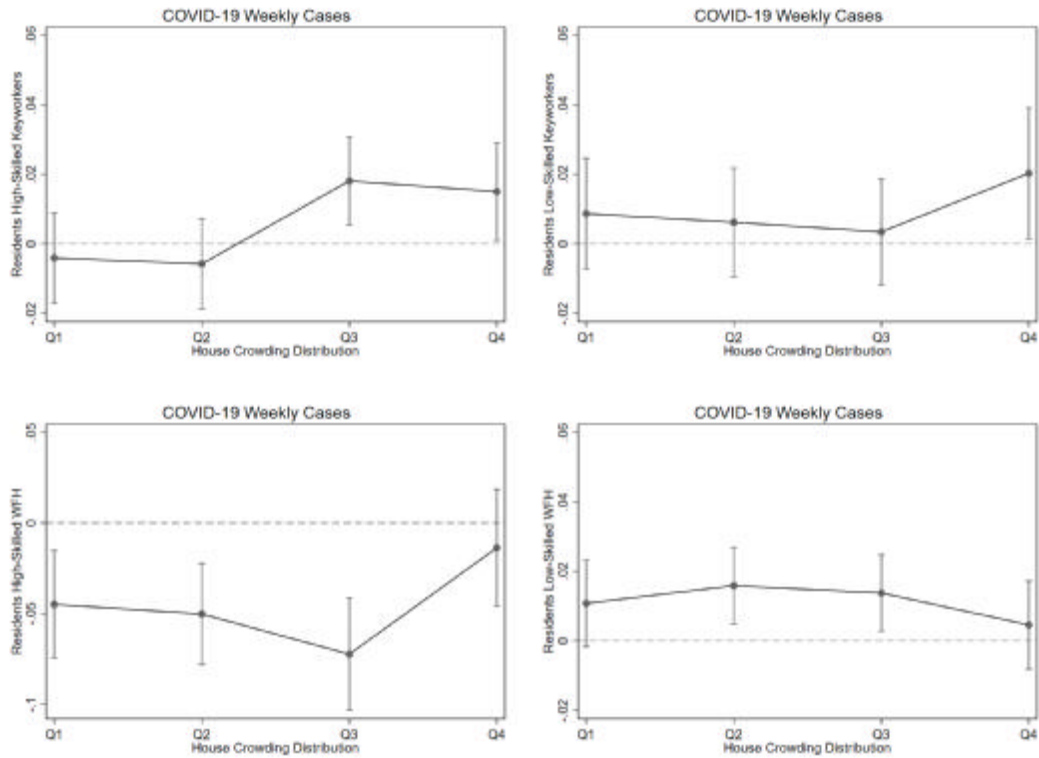 COVID-19 Weekly Cases
Residents High-Skilled Keyworkers
.06
.04
.02
0
-.02
Q1 Q2 Q3 Q4
House Crowding Distribution
COVID-19 Weekly Cases
Residents Low-Skilled Keyworkers
.06
.04
.02
0
-.02
Q1 Q2 Q3 Q4
House Crowding Distribution
COVID-19 Weekly Cases
Residents High-Skilled WFH
.05
0
-.05
-.1
Q1 Q2 Q3 Q4
House Crowding Distribution
COVID-19 Weekly Cases
Residents Low-Skilled WFH
.06
.04
.02
0
-.02
Q1 Q2 Q3 Q4
House Crowding Distribution